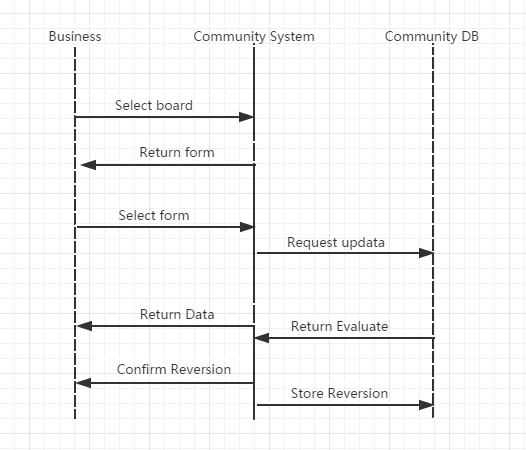 Business
Community System
Community DB
Select board
Return form
Select form
Request updata
Return Data
Return Evaluate
Confirm Reversion
Store Reversion